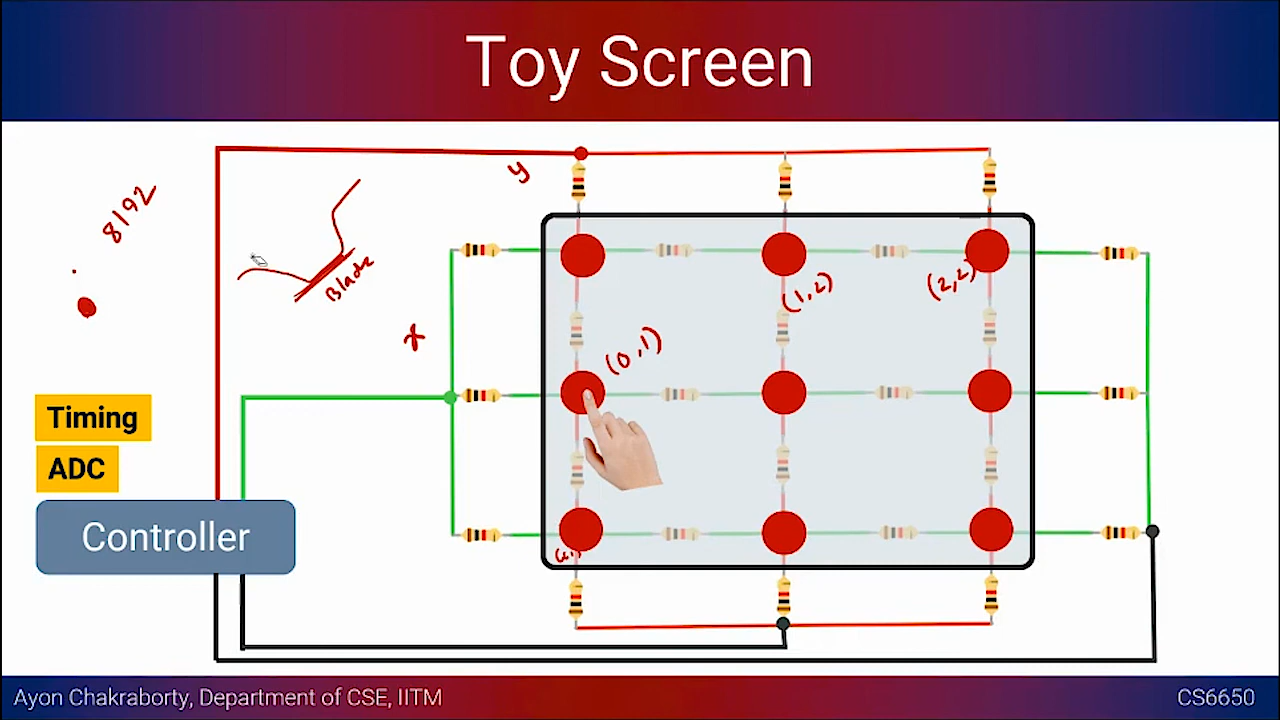 Toy Screen
8192
y
Blade
x
(1,2)
(2,2)
(0,1)
Timing
ADC
Controller
Ayon Chakraborty, Department of CSE, IITM
CS6650